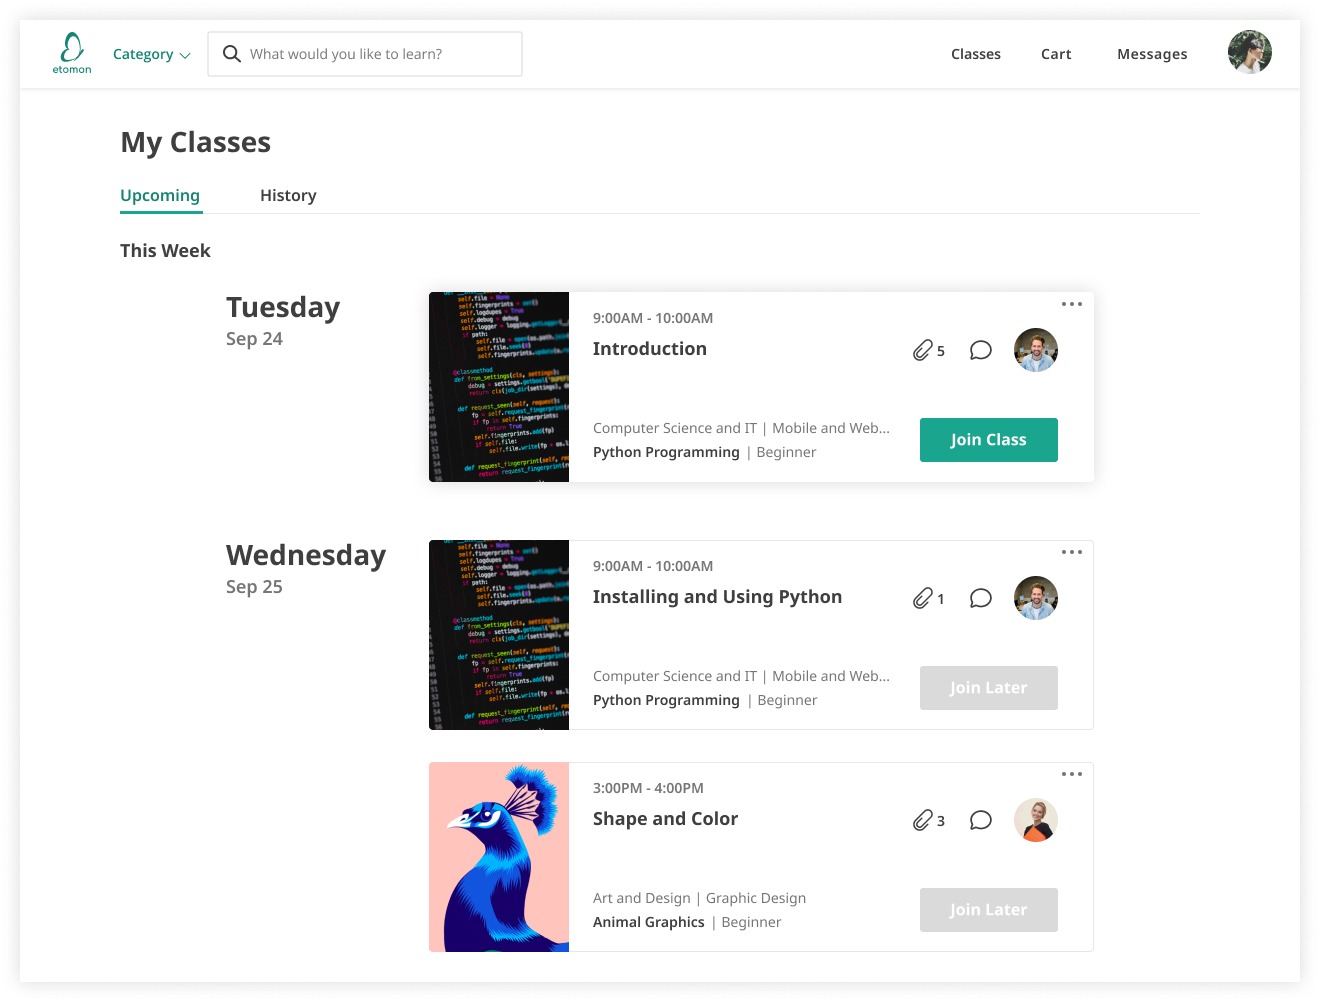 etomon
Category
What would you like to learn?
Classes
Cart
Messages
My Classes
Upcoming
History
This Week
Tuesday
Sep 24
9:00AM - 10:00AM
Introduction
5
Computer Science and IT | Mobile and Web...
Python Programming | Beginner
Join Class
Wednesday
Sep 25
9:00AM - 10:00AM
Installing and Using Python
1
Computer Science and IT | Mobile and Web...
Python Programming | Beginner
Join Later
3:00PM - 4:00PM
Shape and Color
3
Art and Design | Graphic Design
Animal Graphics | Beginner
Join Later